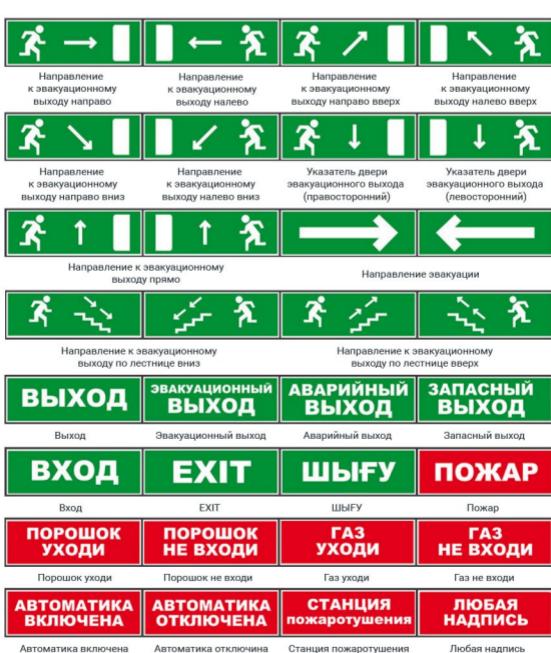 Направление
к эвакуационному
выходу направо
Направление
к эвакуационному
выходу налево
Направление
к эвакуационному
выходу направо вверх
Направление
к эвакуационному
выходу налево вверх
Направление
к эвакуационному
выходу направо вниз
Направление
к эвакуационному
выходу налево вниз
Указатель двери
эвакуационного выхода
(правосторонний)
Указатель двери
эвакуационного выхода
(левосторонний)
Направление к эвакуационному
выходу прямо
Направление эвакуации
Направление к эвакуационному
выходу по лестнице вниз
Направление к эвакуационному
выходу по лестнице вверх
ВЫХОД
ЭВАКУАЦИОННЫЙ
ВЫХОД
АВАРИЙНЫЙ
ВЫХОД
ЗАПАСНЫЙ
ВЫХОД
Выход
Эвакуационный выход
Аварийный выход
Запасный выход
ВХОД
EXIT
ШЫҒУ
ПОЖАР
Вход
EXIT
ШЫҒУ
Пожар
ПОРОШОК
УХОДИ
ПОРОШОК
НЕ ВХОДИ
ГАЗ
УХОДИ
ГАЗ
НЕ ВХОДИ
Порошок уходи
Порошок не входи
Газ уходи
Газ не входи
АВТОМАТИКА
ВКЛЮЧЕНА
АВТОМАТИКА
ОТКЛЮЧЕНА
СТАНЦИЯ
пожаротушения
ЛЮБАЯ
НАДПИСЬ
Автоматика включена
Автоматика отключина
Станция пожаротушения
Любая надпись